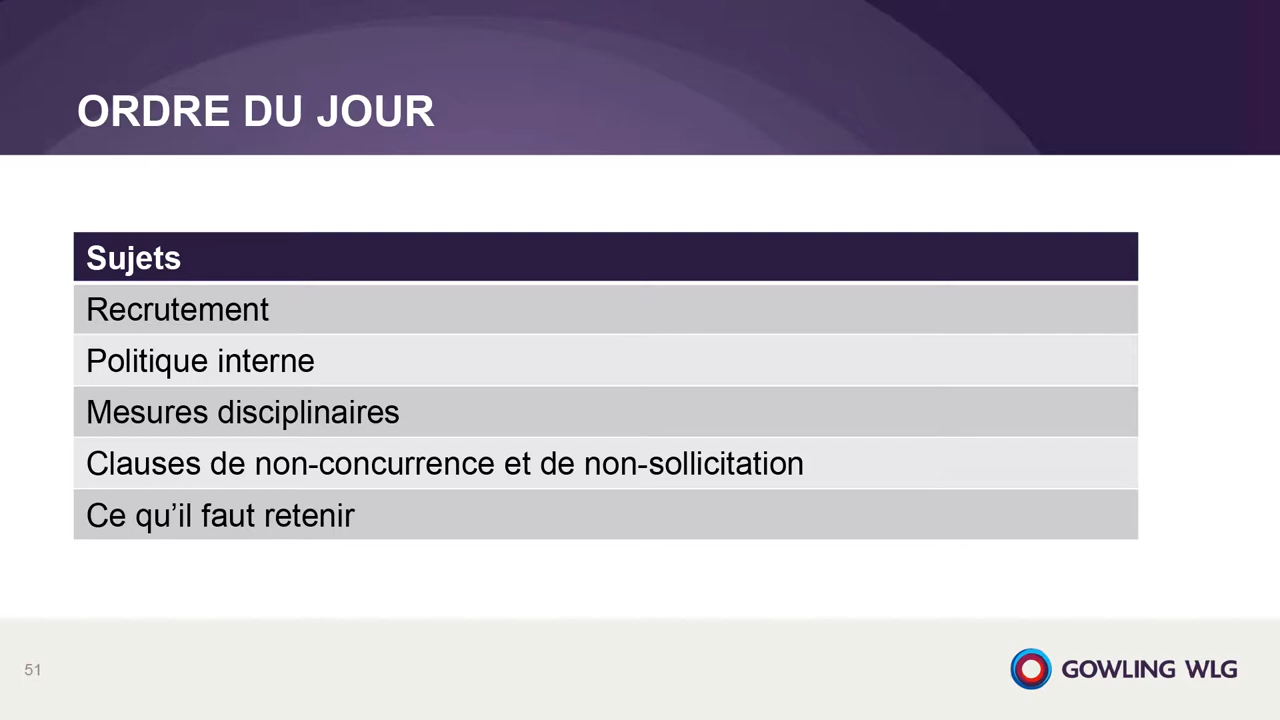 ORDRE DU JOUR
Sujets
Recrutement
Politique interne
Mesures disciplinaires
Clauses de non-concurrence et de non-sollicitation
Ce qu’il faut retenir
51
GOWLING WLG